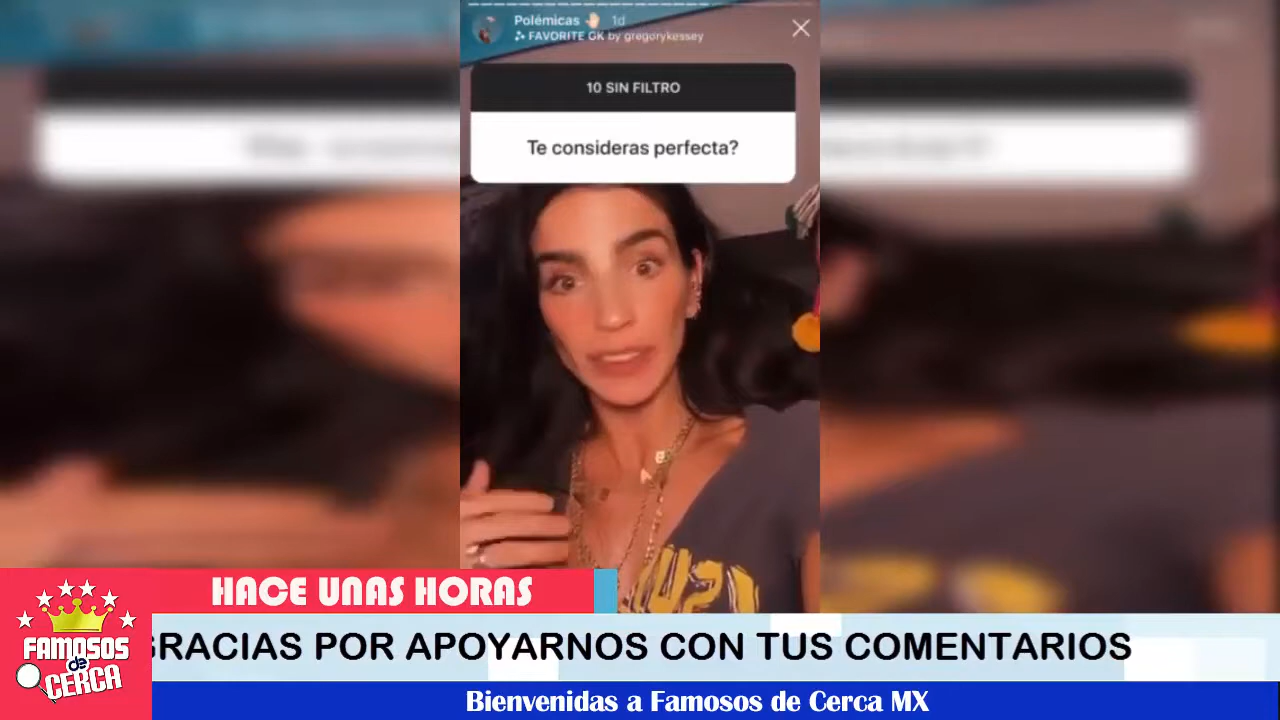 Polémicas 🤚🏻 1d
FAVORITE GK by gregorykessey
10 SIN FILTRO
Te consideras perfecta?
HACE UNAS HORAS
GRACIAS POR APOYARNOS CON TUS COMENTARIOS
FAMOSOS
de
CERCA
Bienvenidas a Famosos de Cerca MX